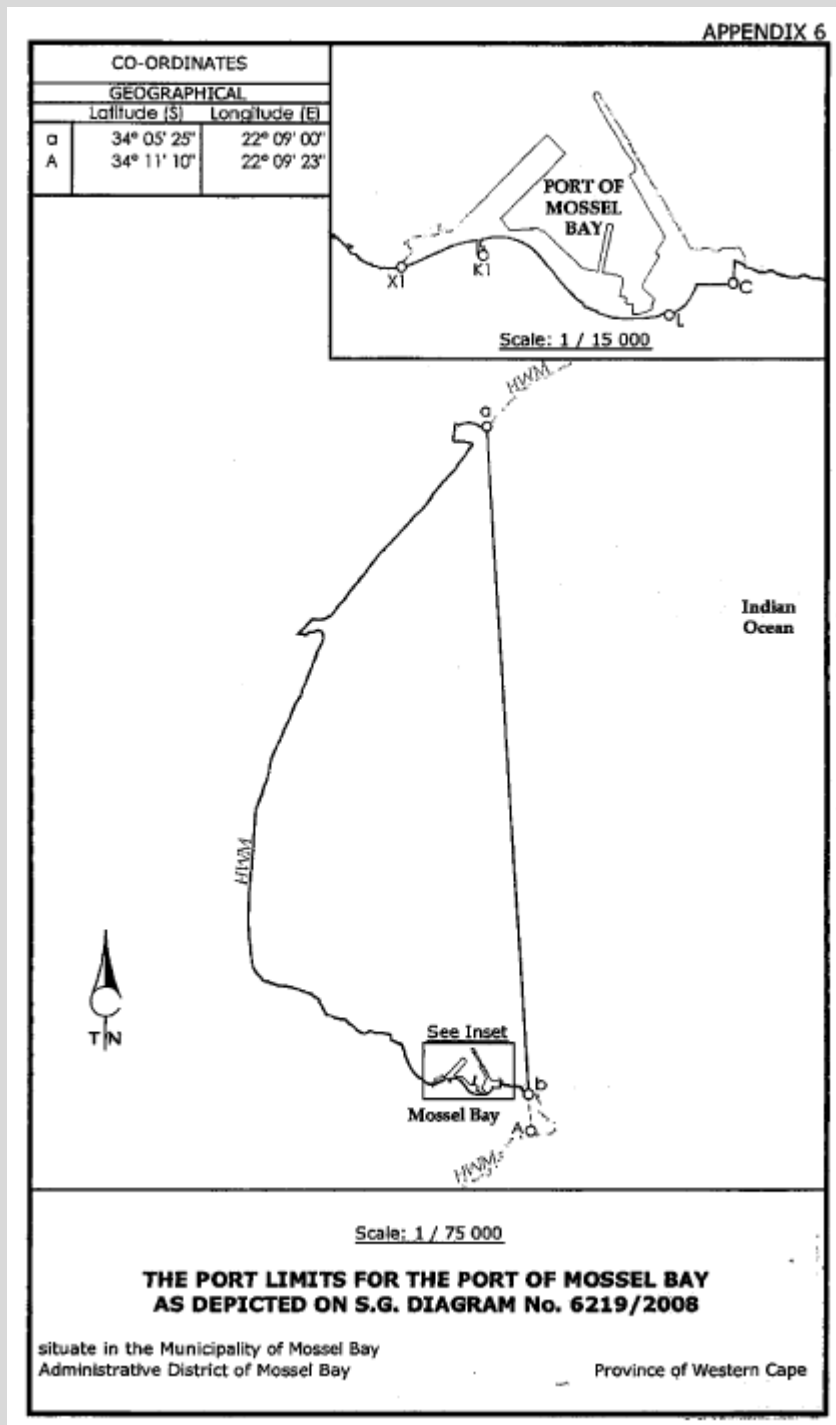 APPENDIX 6
CO-ORDINATES
GEOGRAPHICAL
Latitude (S) Longitude (E)
a 34° 05' 25" 22° 09' 00"
A 34° 11' 10" 22° 09' 23"
PORT OF
MOSSEL
BAY
X1
K1
L
C
Scale: 1 / 15 000
HWM
a
Indian
Ocean
HWM
TN
See Inset
b
Mossel Bay
A
HWM
Scale: 1 / 75 000
THE PORT LIMITS FOR THE PORT OF MOSSEL BAY
AS DEPICTED ON S.G. DIAGRAM No. 6219/2008
situate in the Municipality of Mossel Bay
Administrative District of Mossel Bay Province of Western Cape